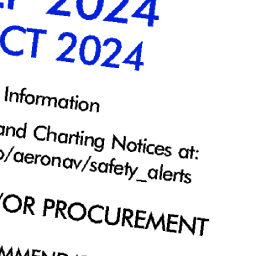 2024
CT 2024
Information
and Charting Notices at:
o/aeronav/safety_alerts
OR PROCUREMENT